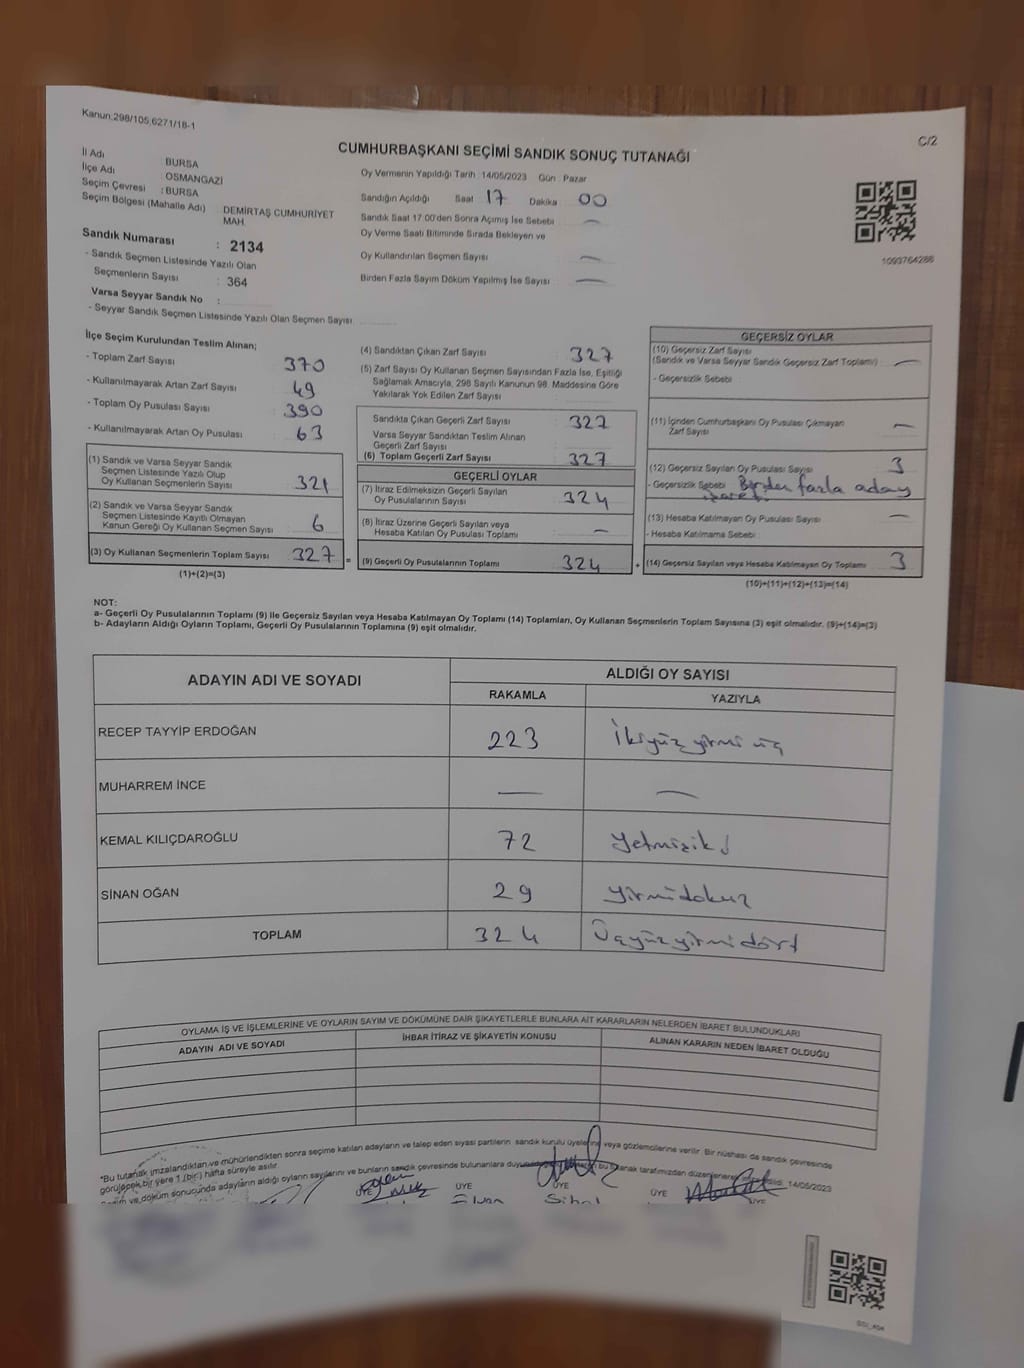 Kanun:298/105,6271/18-1
C/2
CUMHURBAŞKANI SEÇİMİ SANDIK SONUÇ TUTANAĞI
İl Adı BURSA
İlçe Adı OSMANGAZİ
Seçim Çevresi : BURSA
Seçim Bölgesi (Mahalle Adı) : DEMİRTAŞ CUMHURİYET
MAH.
Sandık Numarası : 2134
- Sandık Seçmen Listesinde Yazılı Olan
Seçmenlerin Sayısı : 364
Varsa Seyyar Sandık No :
- Seyyar Sandık Seçmen Listesinde Yazılı Olan Seçmen Sayısı:
Oy Vermenin Yapıldığı Tarih :14/05/2023 Gün : Pazar
Sandığın Açıldığı Saat 17 Dakika 00
Sandık Saat 17:00'den Sonra Açımış İse Sebebi —
Oy Verme Saati Bitiminde Sırada Bekleyen ve
Oy Kullandırılan Seçmen Sayısı —
Birden Fazla Sayım Döküm Yapılmış İse Sayısı —
1093764286
İlçe Seçim Kurulundan Teslim Alınan;
- Toplam Zarf Sayısı 370
- Kullanılmayarak Artan Zarf Sayısı 49
- Toplam Oy Pusulası Sayısı 390
- Kullanılmayarak Artan Oy Pusulası 63
(1) Sandık ve Varsa Seyyar Sandık
Seçmen Listesinde Yazılı Olup
Oy Kullanan Seçmenlerin Sayısı 321
(2) Sandık ve Varsa Seyyar Sandık
Seçmen Listesinde Kayıtlı Olmayan
Kanun Gereği Oy Kullanan Seçmen Sayısı 6
(3) Oy Kullanan Seçmenlerin Toplam Sayısı 327 =
(1)+(2)=(3)
(4) Sandıktan Çıkan Zarf Sayısı 327
(5) Zarf Sayısı Oy Kullanan Seçmen Sayısından Fazla İse, Eşitliği
Sağlamak Amacıyla, 298 Sayılı Kanunun 98. Maddesine Göre
Yakılarak Yok Edilen Zarf Sayısı
Sandıkta Çıkan Geçerli Zarf Sayısı 327
Varsa Seyyar Sandıktan Teslim Alınan
Geçerli Zarf Sayısı
(6) Toplam Geçerli Zarf Sayısı 327
GEÇERLİ OYLAR
(7) İtiraz Edilmeksizin Geçerli Sayılan
Oy Pusulalarının Sayısı 324
(8) İtiraz Üzerine Geçerli Sayılan veya
Hesaba Katılan Oy Pusulası Toplamı —
(9) Geçerli Oy Pusulalarının Toplamı 324 +
GEÇERSİZ OYLAR
(10) Geçersiz Zarf Sayısı
(Sandık ve Varsa Seyyar Sandık Geçersiz Zarf Toplamı) —
- Geçersizlik Sebebi
(11) İçinden Cumhurbaşkanı Oy Pusulası Çıkmayan
Zarf Sayısı —
(12) Geçersiz Sayılan Oy Pusulası Sayısı 3
- Geçersizlik Sebebi Birden fazla aday
işareti
(13) Hesaba Katılmayan Oy Pusulası Sayısı —
- Hesaba Katılmama Sebebi
(14) Geçersiz Sayılan veya Hesaba Katılmayan Oy Toplamı 3
(10)+(11)+(12)+(13)=(14)
NOT:
a- Geçerli Oy Pusulalarının Toplamı (9) ile Geçersiz Sayılan veya Hesaba Katılmayan Oy Toplamı (14) Toplamları, Oy Kullanan Seçmenlerin Toplam Sayısına (3) eşit olmalıdır. (9)+(14)=(3)
b- Adayların Aldığı Oyların Toplamı, Geçerli Oy Pusulalarının Toplamına (9) eşit olmalıdır.
ADAYIN ADI VE SOYADI ALDIĞI OY SAYISI
RAKAMLA YAZIYLA
RECEP TAYYİP ERDOĞAN 223 İkiyüzyirmi üç
MUHARREM İNCE — —
KEMAL KILIÇDAROĞLU 72 Yetmişiki
SİNAN OĞAN 29 Yirmidokuz
TOPLAM 324 Üçyüzyirmidört
OYLAMA İŞ VE İŞLEMLERİNE VE OYLARIN SAYIM VE DÖKÜMÜNE DAİR ŞİKAYETLERLE BUNLARA AİT KARARLARIN NELERDEN İBARET BULUNDUKLARI
ADAYIN ADI VE SOYADI İHBAR İTİRAZ VE ŞİKAYETİN KONUSU ALINAN KARARIN NEDEN İBARET OLDUĞU
*Bu tutanak imzalandıktan ve mühürlendikten sonra seçime katılan adayların ve talep eden siyasi partilerin sandık kurulu üyelerine veya gözlemcilerine verilir. Bir nüshası da sandık çevresinde
görülecek bir yere 1 (bir) hafta süreyle asılır.
döküm sonucunda adayların aldığı oyların sayılarını ve bunların sandık çevresinde bulunanlara bu tutanak tarafımızdan 14/05/2023
ÜYE ÜYE ÜYE ÜYE ÜYE